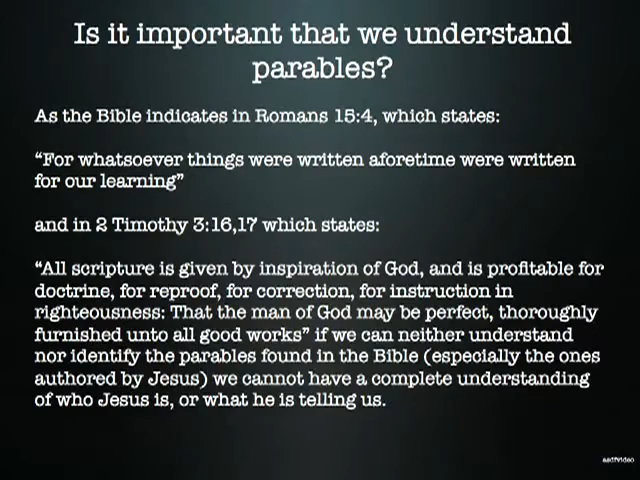 Is it important that we understand
parables?
As the Bible indicates in Romans 15:4, which states:
“For whatsoever things were written aforetime were written
for our learning”
and in 2 Timothy 3:16,17 which states:
“All scripture is given by inspiration of God, and is profitable for
doctrine, for reproof, for correction, for instruction in
righteousness: That the man of God may be perfect, thoroughly
furnished unto all good works” if we can neither understand
nor identify the parables found in the Bible (especially the ones
authored by Jesus) we cannot have a complete understanding
of who Jesus is, or what he is telling us.